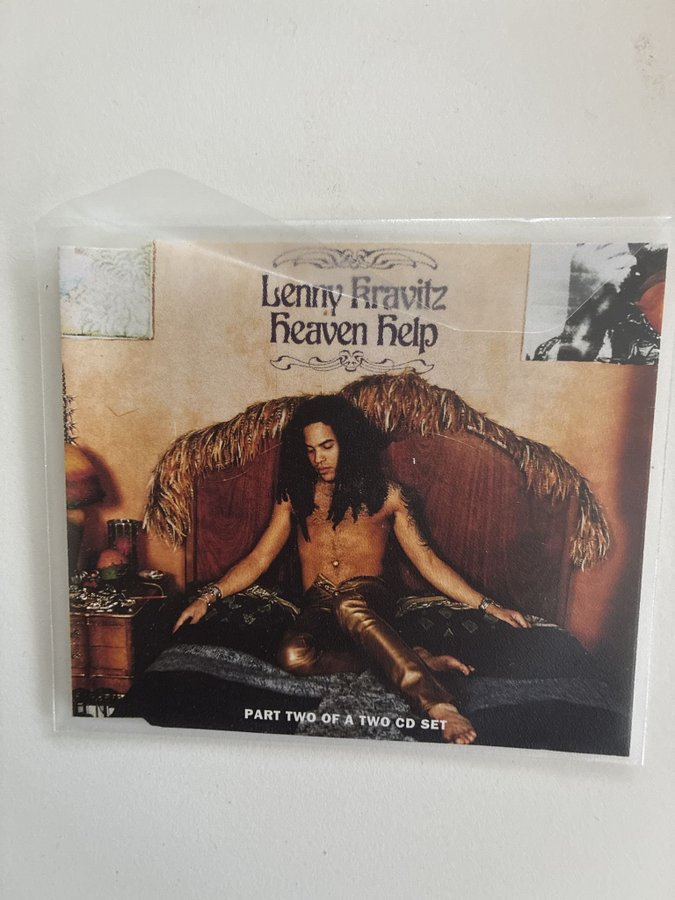 Lenny Kravitz
Heaven Help
PART TWO OF A TWO CD SET